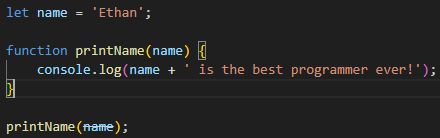 let name = 'Ethan';
function printName(name) {
    console.log(name + ' is the best programmer ever!');
}
printName(name);